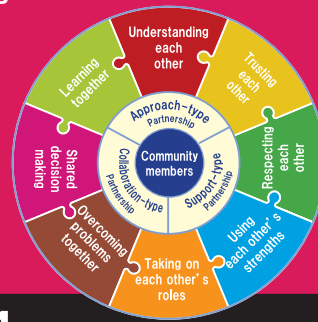 Understanding
each
other
Trusting
each
other
Respecting
each
other
Using
each other's
strengths
Taking on
each other's
roles
Overcoming
problems
together
Shared
decision
making
Learning
together
Approach-type
Partnership
Support-type
Partnership
Collaboration-type
Partnership
Community
members